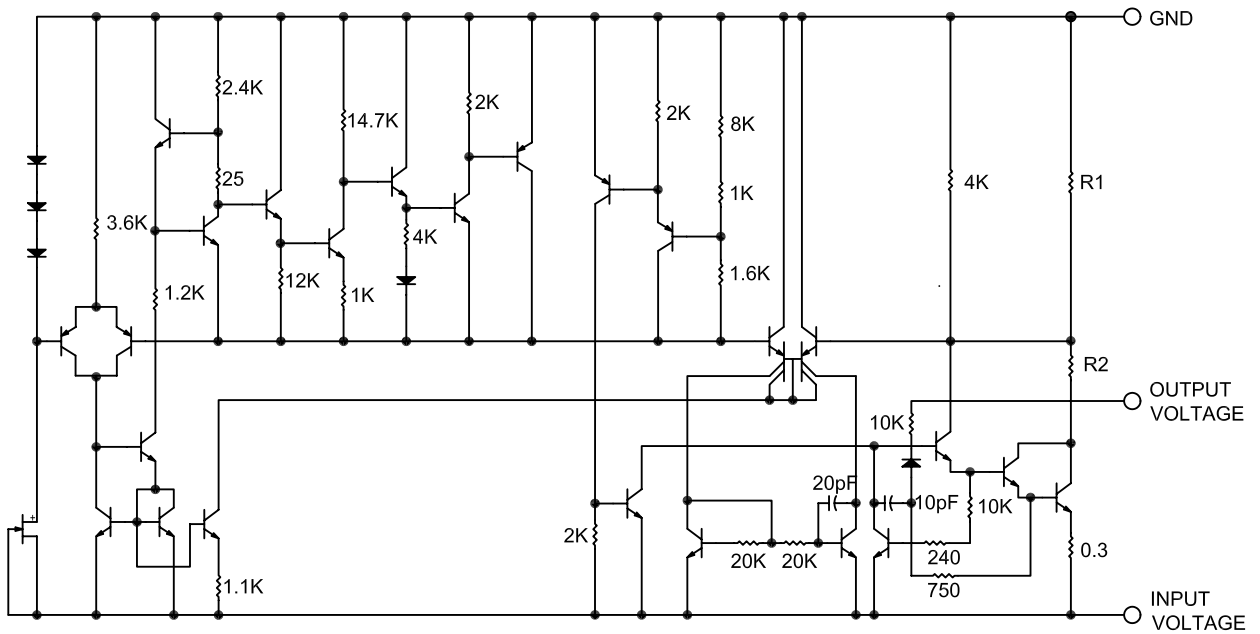 GND
2.4K
14.7K
2K
2K
8K
25
1K
4K
R1
3.6K
4K
1.2K
12K
1K
1.6K
R2
OUTPUT
VOLTAGE
10K
20pF
10pF
10K
2K
20K
20K
240
0.3
1.1K
750
INPUT
VOLTAGE